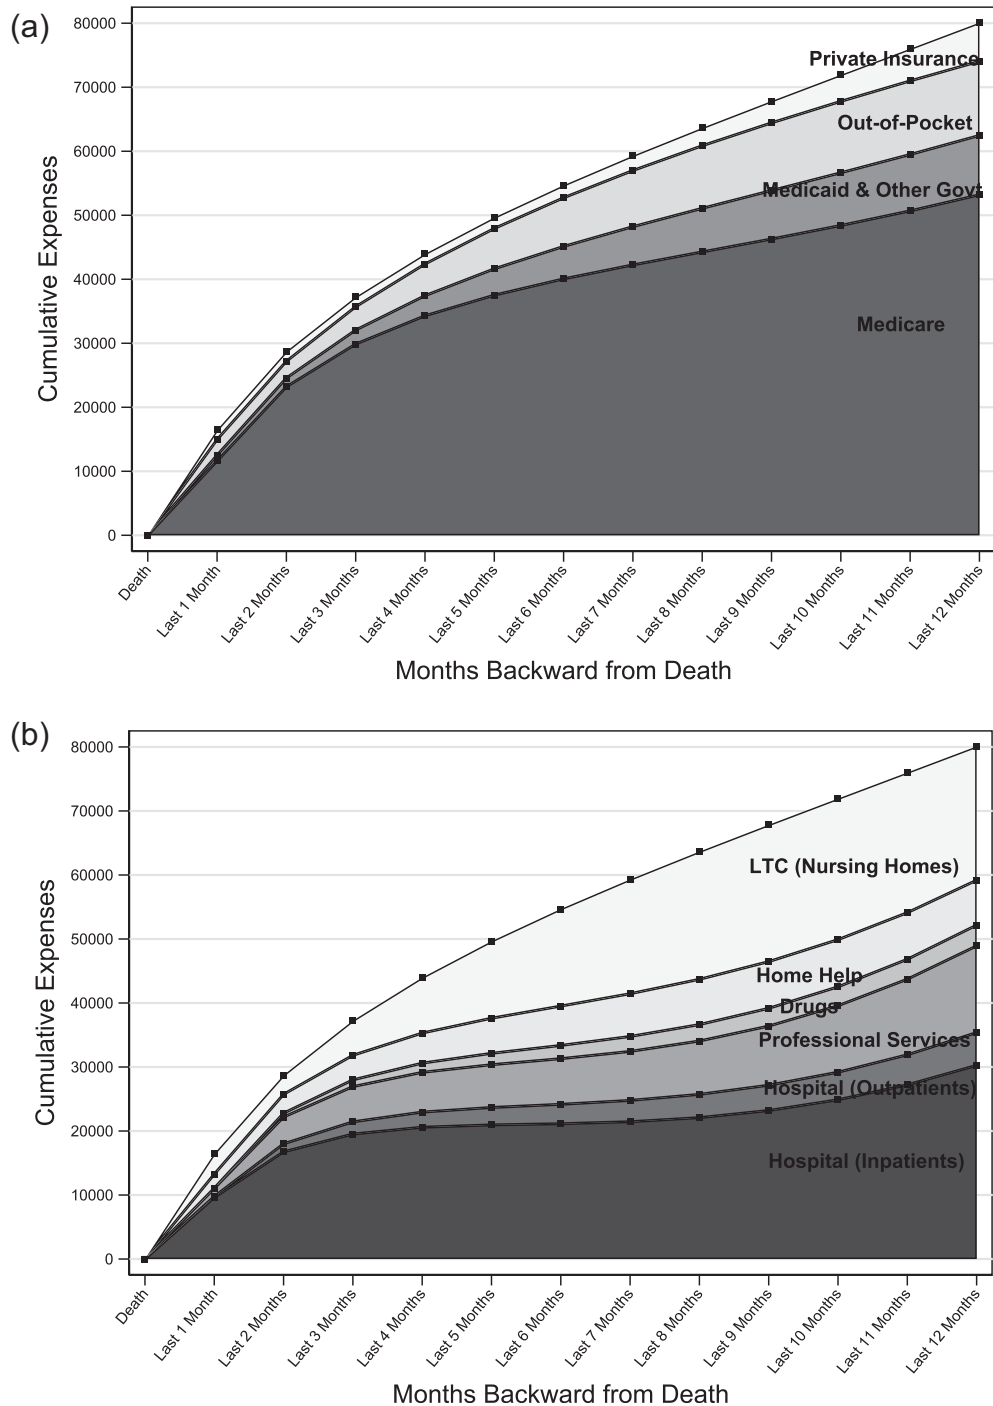 (a)
80000
70000
60000
50000
40000
30000
20000
10000
0
Cumulative Expenses
Private Insurance
Out-of-Pocket
Medicaid & Other Govt
Medicare
Death
Last 1 Month
Last 2 Months
Last 3 Months
Last 4 Months
Last 5 Months
Last 6 Months
Last 7 Months
Last 8 Months
Last 9 Months
Last 10 Months
Last 11 Months
Last 12 Months
Months Backward from Death
(b)
80000
70000
60000
50000
40000
30000
20000
10000
0
Cumulative Expenses
LTC (Nursing Homes)
Home Help
Drugs
Professional Services
Hospital (Outpatients)
Hospital (Inpatients)
Death
Last 1 Month
Last 2 Months
Last 3 Months
Last 4 Months
Last 5 Months
Last 6 Months
Last 7 Months
Last 8 Months
Last 9 Months
Last 10 Months
Last 11 Months
Last 12 Months
Months Backward from Death